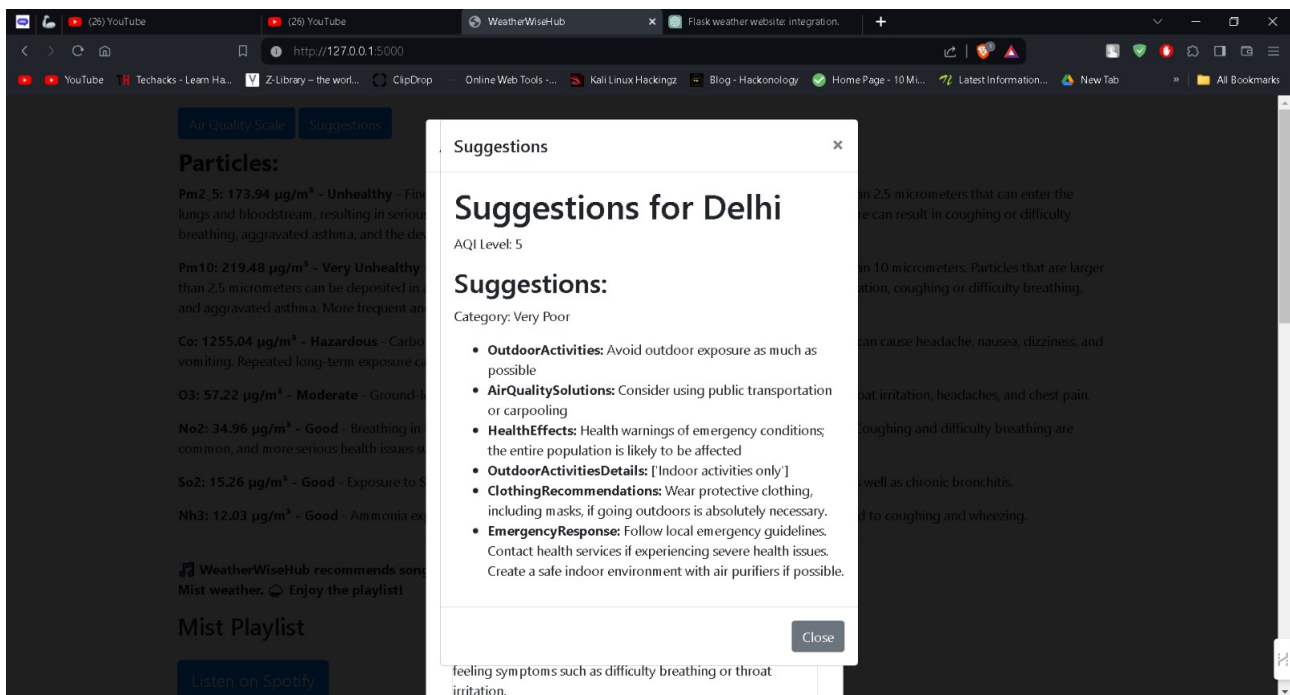 (26) YouTube
(26) YouTube
WeatherWiseHub
Flask weather website: integration.
http://127.0.0.1:5000
YouTube
Techacks - Learn Ha...
Z-Library – the worl...
ClipDrop
Online Web Tools -...
Kali Linux Hackingz
Blog - Hackonology
Home Page - 10 Mi...
Latest Information...
New Tab
»
All Bookmarks
Air Quality Scale
Suggestions
Particles:
Pm2_5: 173.94 µg/m³ - Unhealthy - Fine
n 2.5 micrometers that can enter the
lungs and bloodstream, resulting in serious
re can result in coughing or difficulty
breathing, aggravated asthma, and the de
Pm10: 219.48 µg/m³ - Very Unhealthy
an 10 micrometers. Particles that are larger
than 2.5 micrometers can be deposited in
ation, coughing or difficulty breathing,
and aggravated asthma. More frequent an
Co: 1255.04 µg/m³ - Hazardous - Carbo
can cause headache, nausea, dizziness, and
vomiting. Repeated long-term exposure ca
O3: 57.22 µg/m³ - Moderate - Ground-l
oat irritation, headaches, and chest pain.
No2: 34.96 µg/m³ - Good - Breathing in
Coughing and difficulty breathing are
common, and more serious health issues su
So2: 15.26 µg/m³ - Good - Exposure to S
well as chronic bronchitis.
Nh3: 12.03 µg/m³ - Good - Ammonia exp
d to coughing and wheezing.
WeatherWiseHub recommends song
Mist weather. Enjoy the playlist!
Mist Playlist
Listen on Spotify
Suggestions
×
Suggestions for Delhi
AQI Level: 5
Suggestions:
Category: Very Poor
• OutdoorActivities: Avoid outdoor exposure as much as
possible
• AirQualitySolutions: Consider using public transportation
or carpooling
• HealthEffects: Health warnings of emergency conditions;
the entire population is likely to be affected
• OutdoorActivitiesDetails: ['Indoor activities only']
• ClothingRecommendations: Wear protective clothing,
including masks, if going outdoors is absolutely necessary.
• EmergencyResponse: Follow local emergency guidelines.
Contact health services if experiencing severe health issues.
Create a safe indoor environment with air purifiers if possible.
Close
feeling symptoms such as difficulty breathing or throat
irritation.